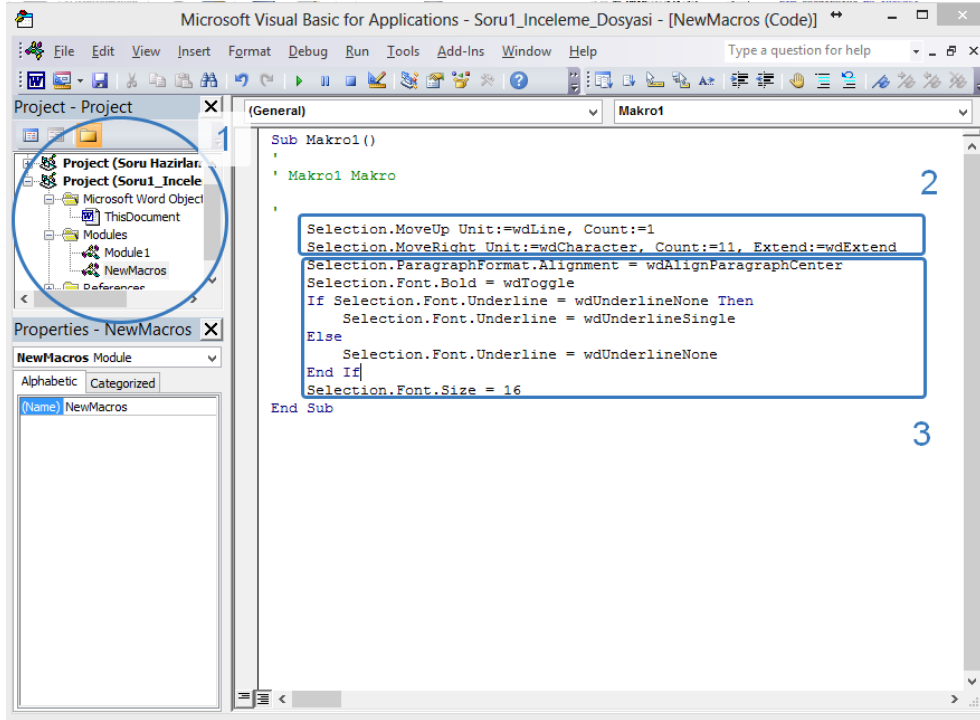 Microsoft Visual Basic for Applications - Soru1_Inceleme_Dosyasi - [NewMacros (Code)]
File Edit View Insert Format Debug Run Tools Add-Ins Window Help
Type a question for help
Project - Project
1
(General)
Makro1
Project (Soru Hazirlan
Project (Soru1_Incele
Microsoft Word Object
ThisDocument
Modules
Module1
NewMacros
References
Properties - NewMacros
NewMacros Module
Alphabetic Categorized
(Name) NewMacros
Sub Makro1()
'
' Makro1 Makro
'
2
Selection.MoveUp Unit:=wdLine, Count:=1
Selection.MoveRight Unit:=wdCharacter, Count:=11, Extend:=wdExtend
Selection.ParagraphFormat.Alignment = wdAlignParagraphCenter
Selection.Font.Bold = wdToggle
If Selection.Font.Underline = wdUnderlineNone Then
Selection.Font.Underline = wdUnderlineSingle
Else
Selection.Font.Underline = wdUnderlineNone
End If
Selection.Font.Size = 16
End Sub
3